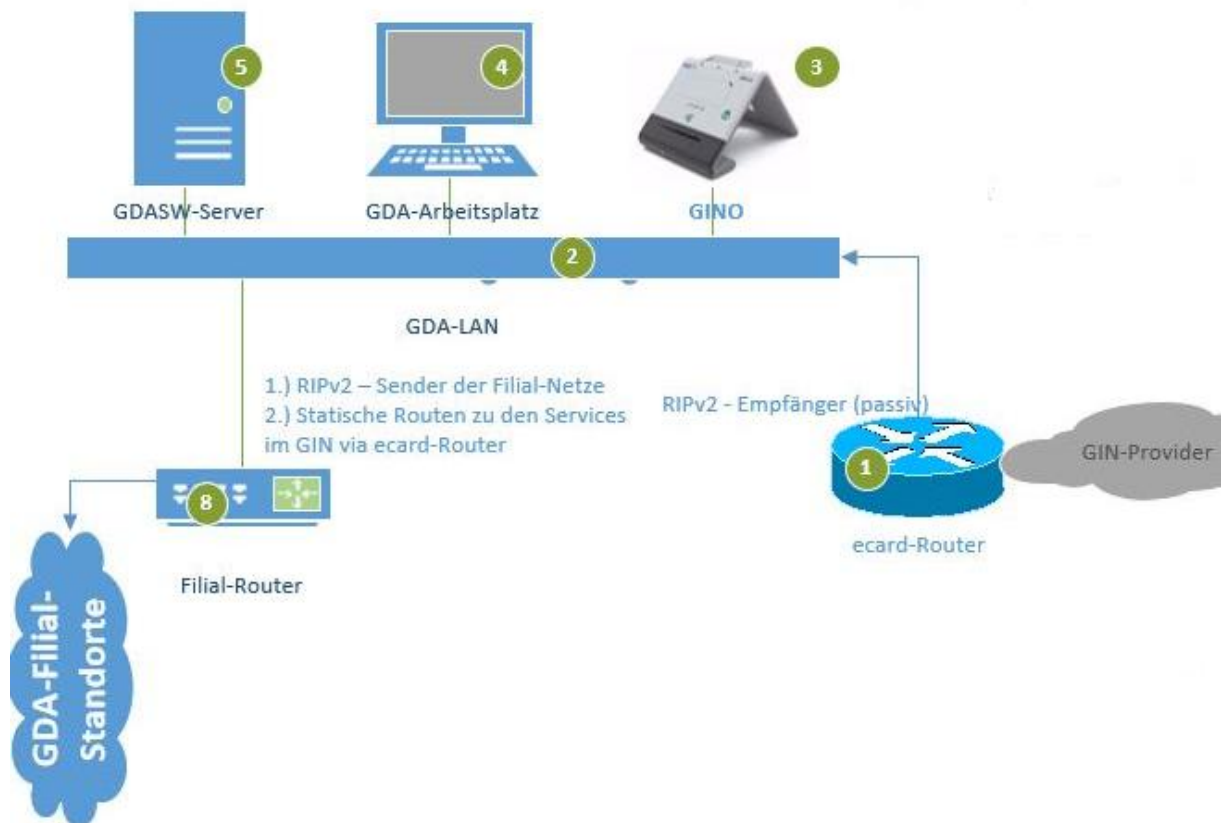 5
4
3
GDASW-Server
GDA-Arbeitsplatz
GINO
2
GDA-LAN
1.) RIPv2 – Sender der Filial-Netze
2.) Statische Routen zu den Services
im GIN via ecard-Router
RIPv2 - Empfänger (passiv)
1
GIN-Provider
ecard-Router
8
Filial-Router
GDA-Filial-
Standorte